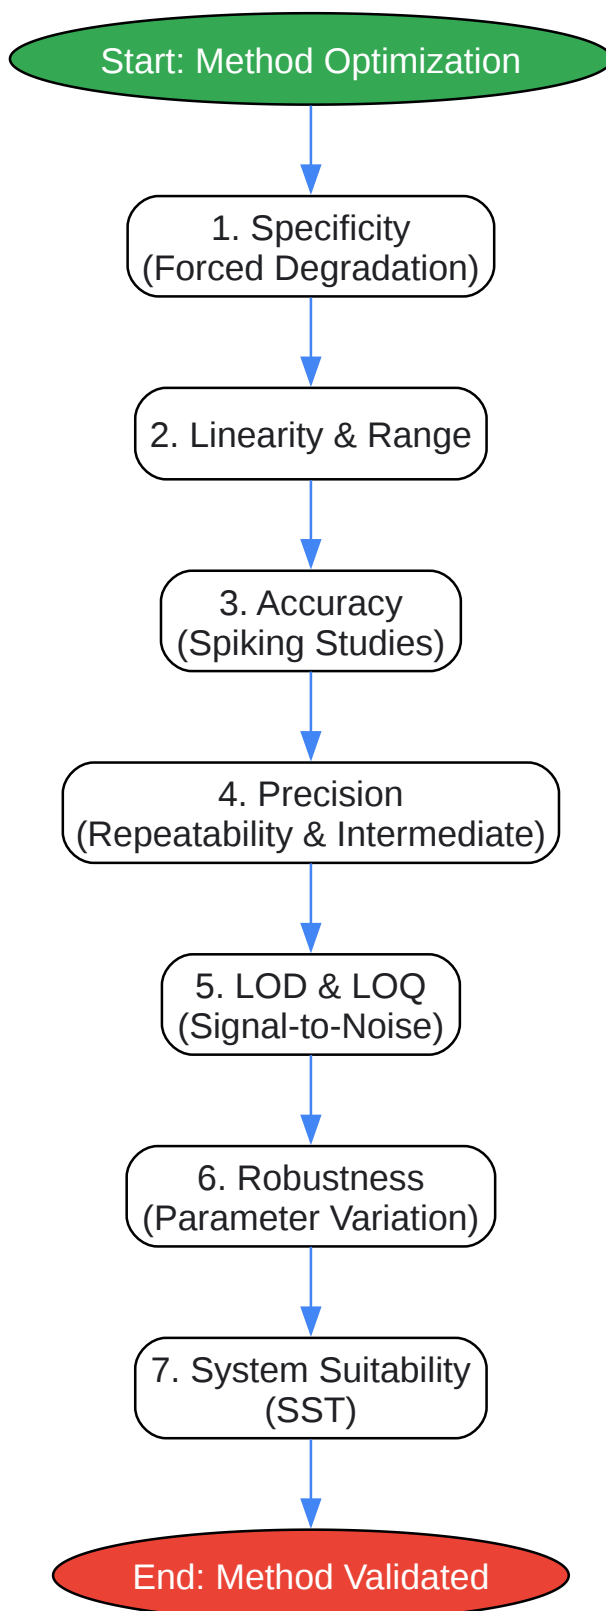 Start: Method Optimization
1. Specificity
(Forced Degradation)
2. Linearity & Range
3. Accuracy
(Spiking Studies)
4. Precision
(Repeatability & Intermediate)
5. LOD & LOQ
(Signal-to-Noise)
6. Robustness
(Parameter Variation)
7. System Suitability
(SST)
End: Method Validated